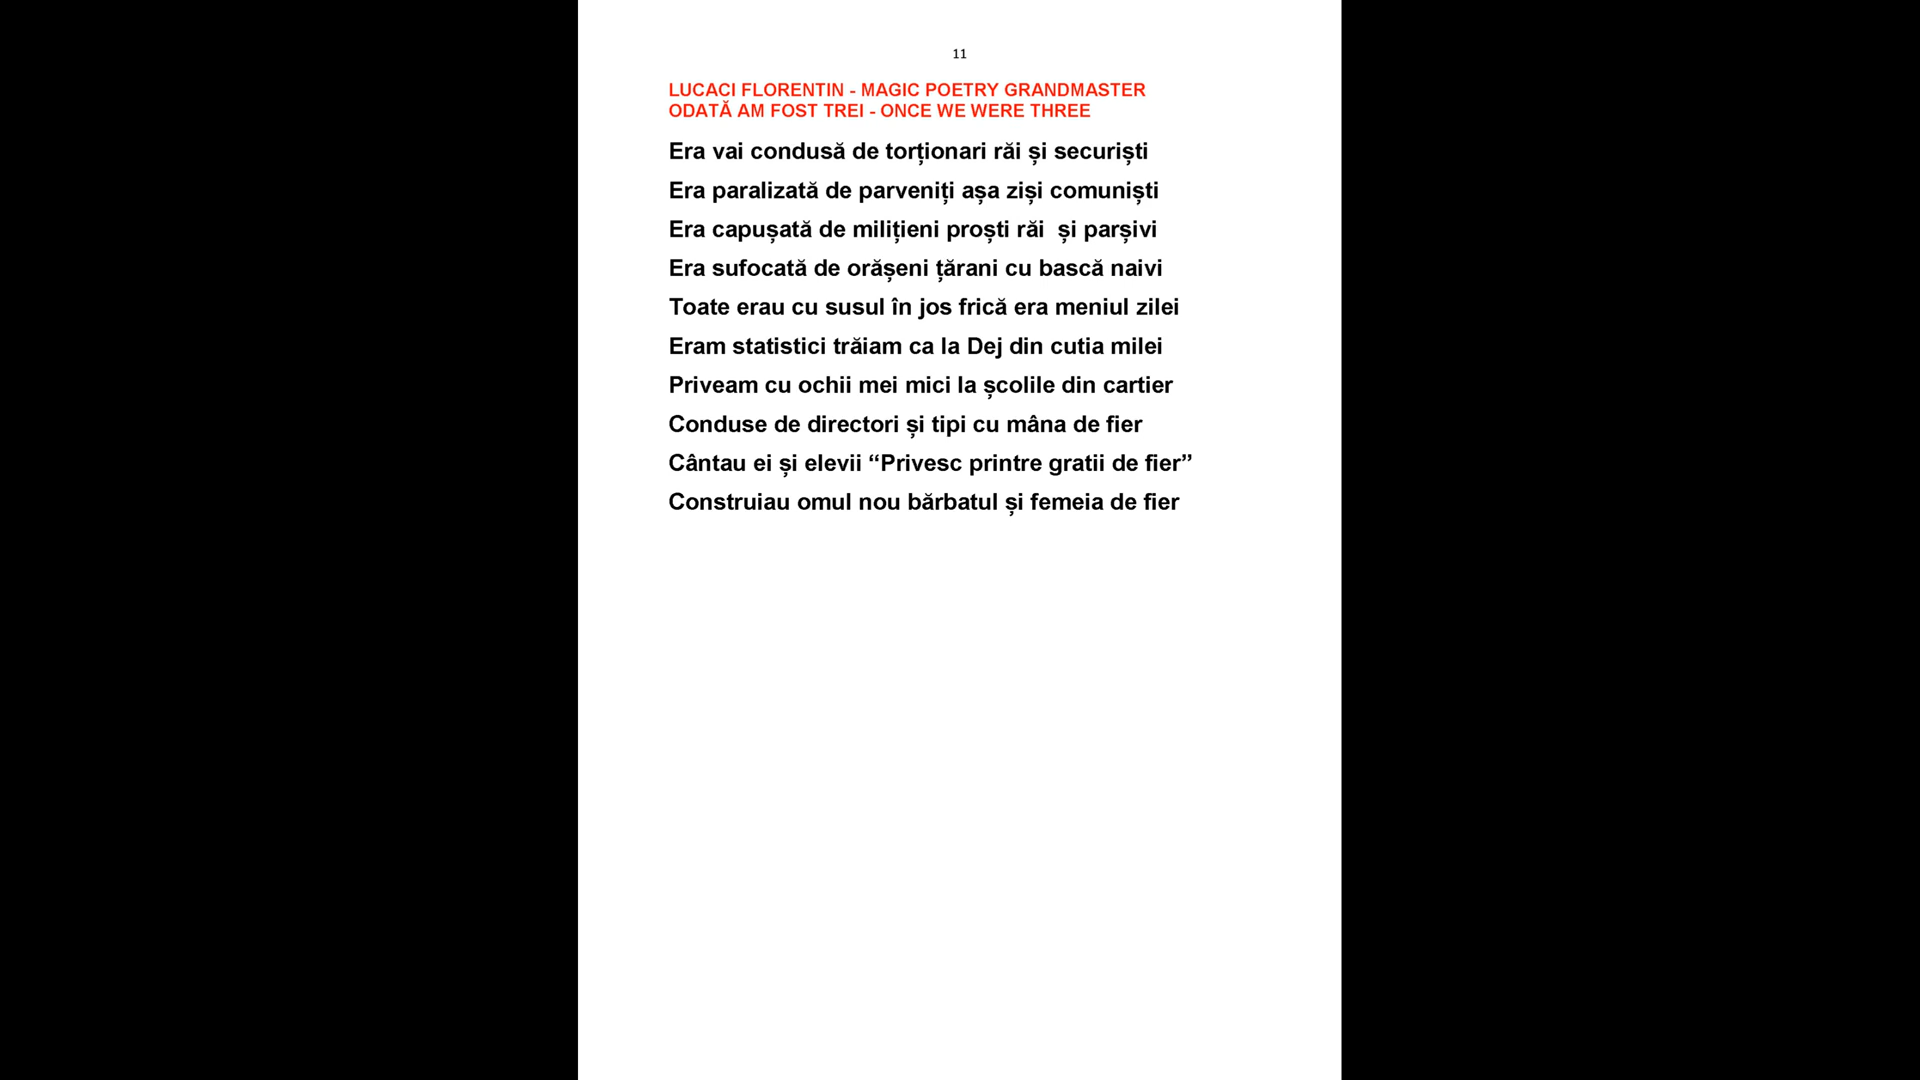 11
LUCACI FLORENTIN - MAGIC POETRY GRANDMASTER
ODATĂ AM FOST TREI - ONCE WE WERE THREE
Era vai condusă de torționari răi și securiști
Era paralizată de parveniți așa ziși comuniști
Era capușată de milițieni proști răi  și parșivi
Era sufocată de orășeni țărani cu bască naivi
Toate erau cu susul în jos frică era meniul zilei
Eram statistici trăiam ca la Dej din cutia milei
Priveam cu ochii mei mici la școlile din cartier
Conduse de directori și tipi cu mâna de fier
Cântau ei și elevii “Privesc printre gratii de fier”
Construiau omul nou bărbatul și femeia de fier